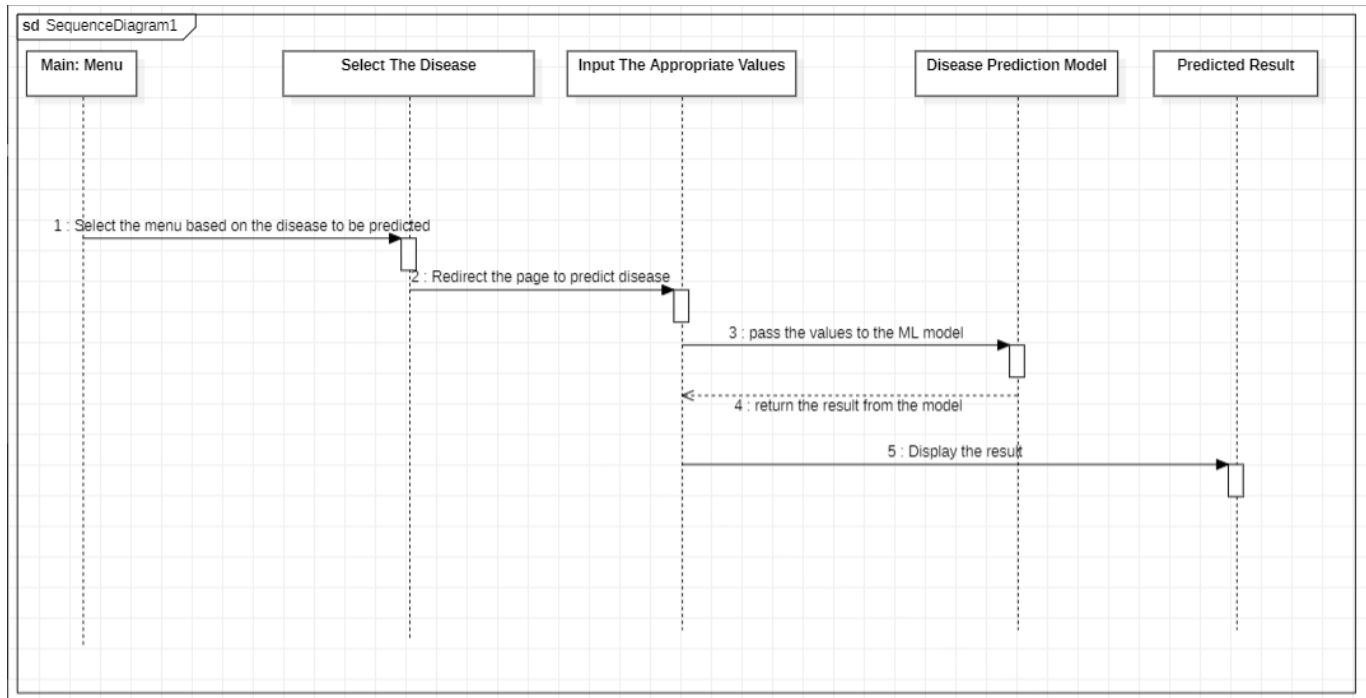 sd SequenceDiagram1
Main: Menu
Select The Disease
Input The Appropriate Values
Disease Prediction Model
Predicted Result
1 : Select the menu based on the disease to be predicted
2 : Redirect the page to predict disease
3 : pass the values to the ML model
4 : return the result from the model
5 : Display the result